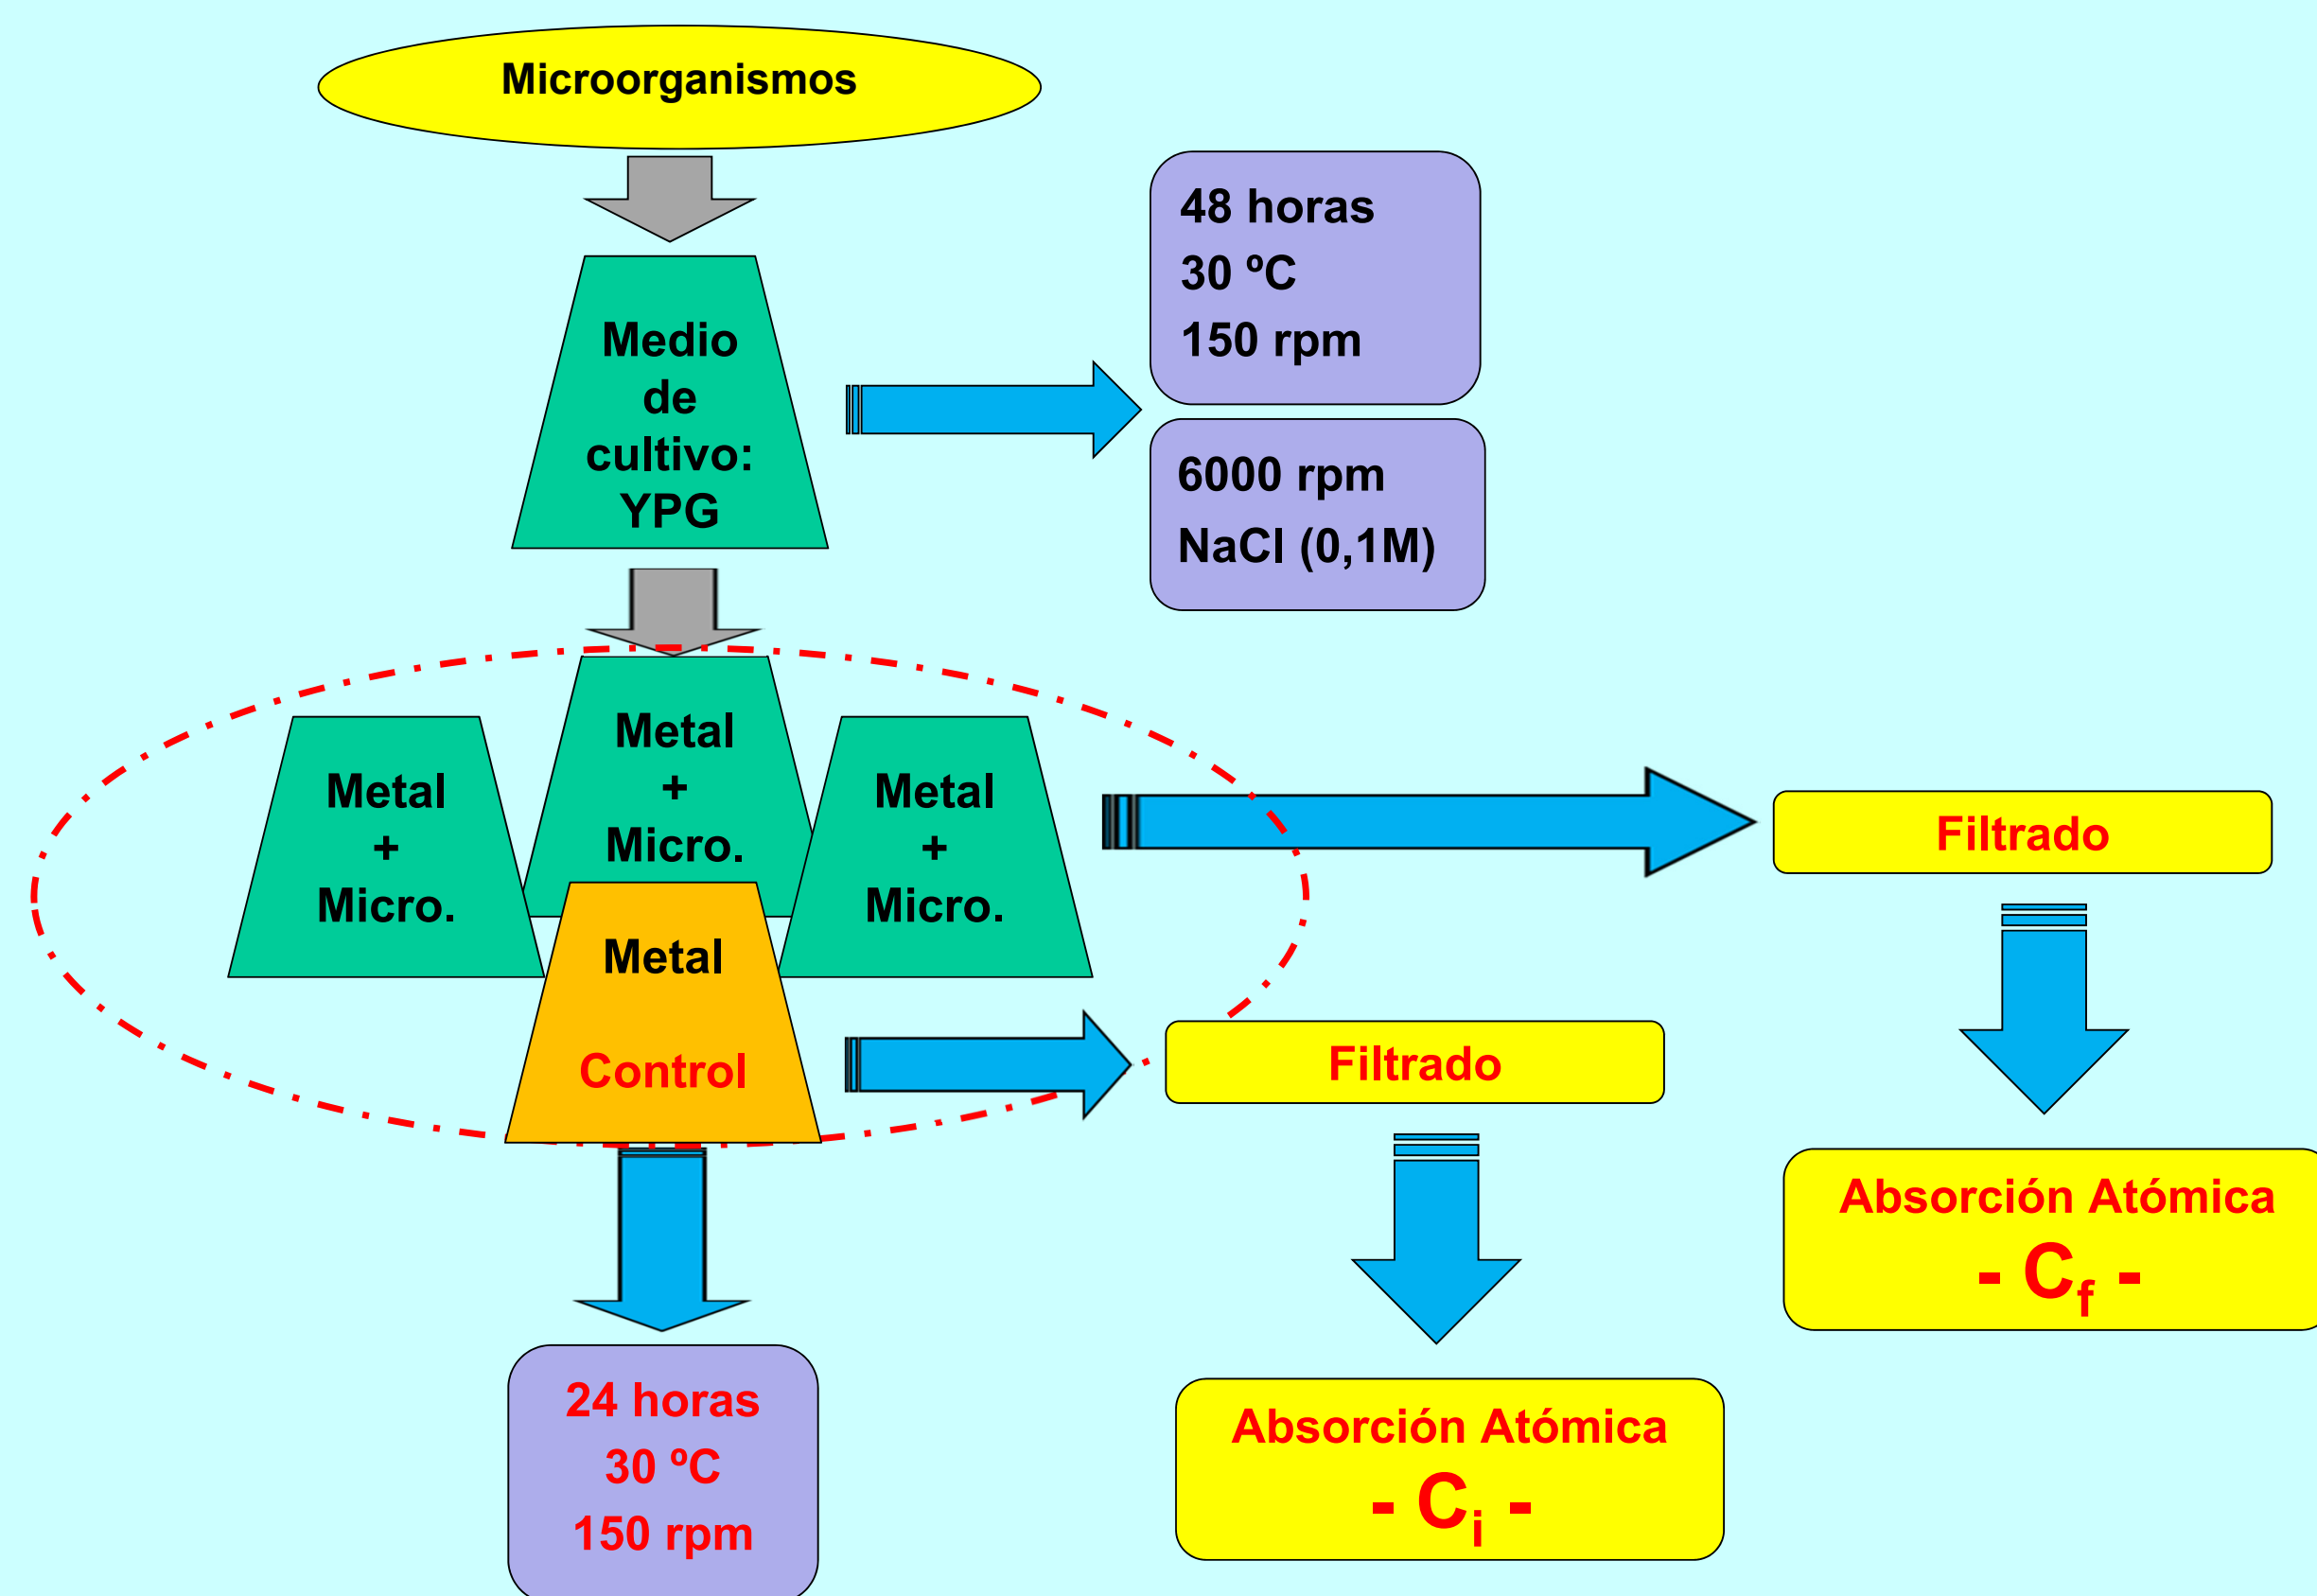 Microorganismos
48 horas
30 ºC
150 rpm
Medio
de
cultivo:
YPG
6000 rpm
NaCl (0,1M)
Metal
+
Micro.
Metal
+
Micro.
Metal
+
Micro.
Filtrado
Metal
Control
Filtrado
Absorción Atómica
- Cf -
24 horas
30 ºC
150 rpm
Absorción Atómica
- Ci -